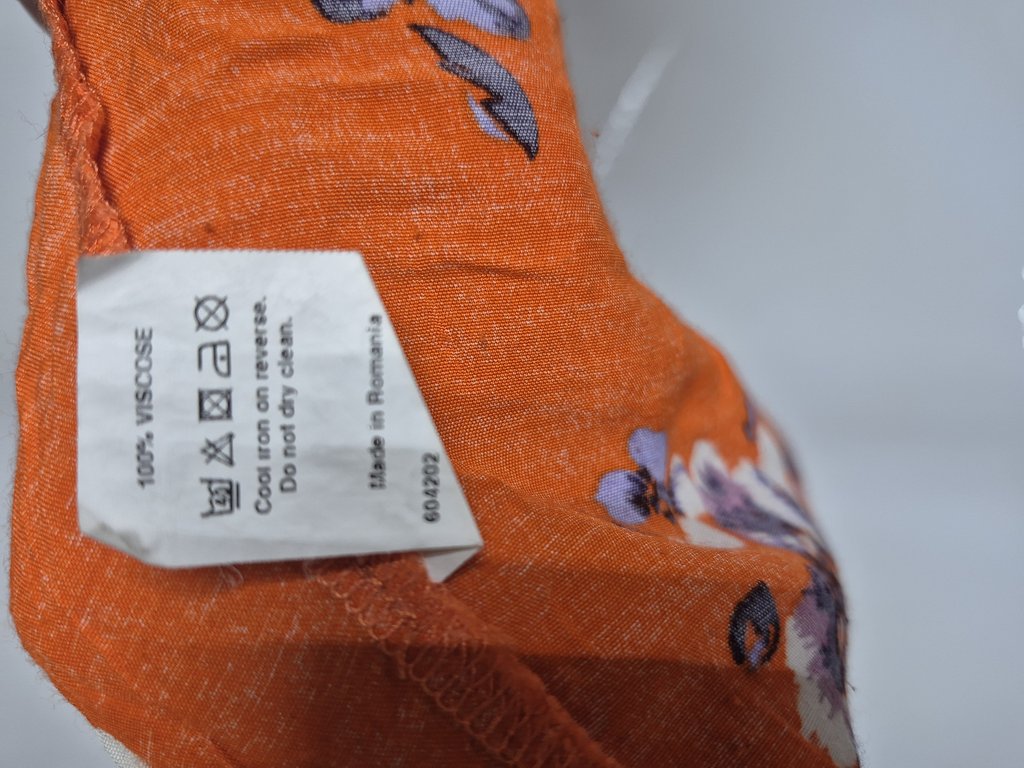 100% VISCOSE
Cool iron on reverse.
Do not dry clean.
Made in Romania
604202